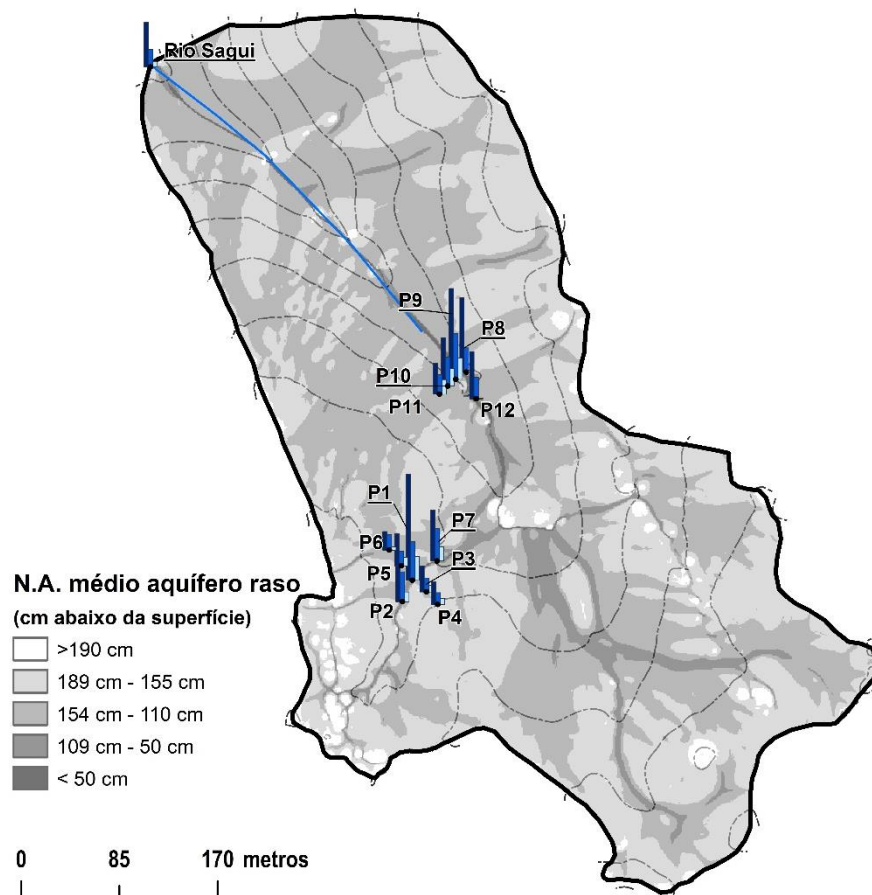 Rio Sagui
P9
P8
P10
P11
P12
P1
P7
P6
P3
P5
P2
P4
N.A. médio aquífero raso
(cm abaixo da superfície)
>190 cm
189 cm - 155 cm
154 cm - 110 cm
109 cm - 50 cm
< 50 cm
0 85 170 metros